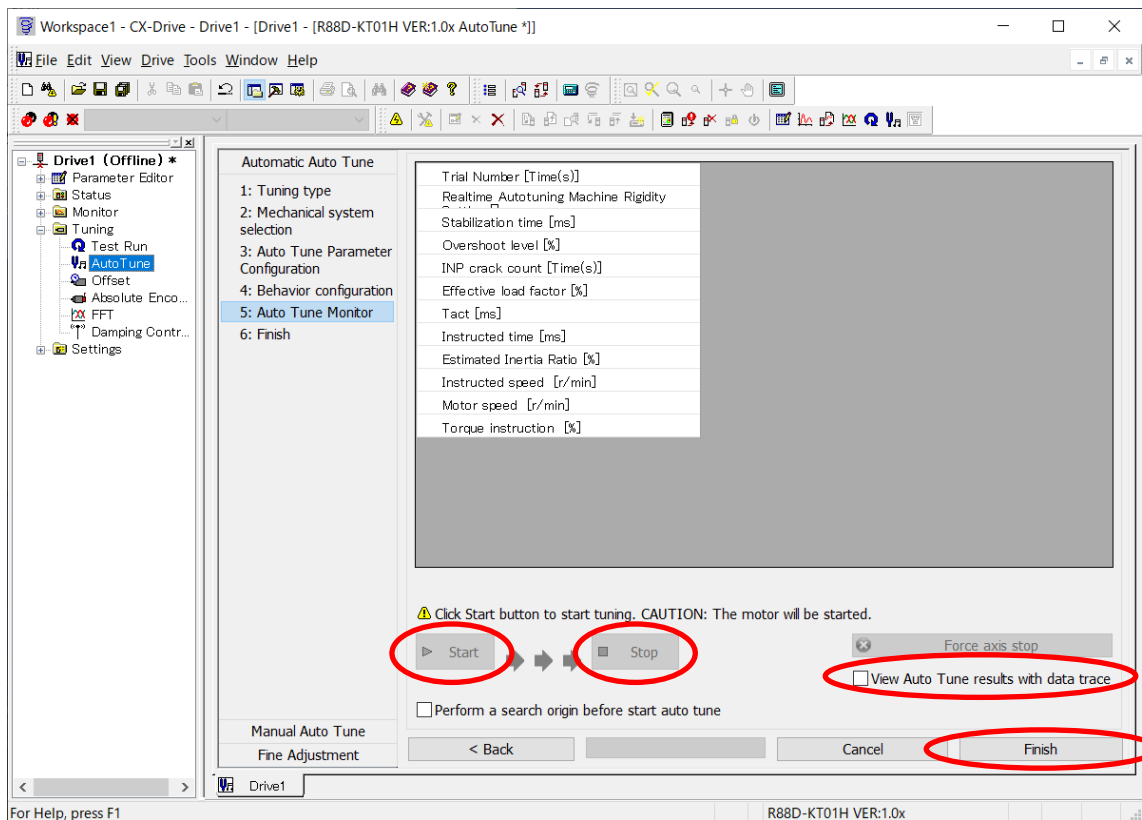 Workspace1 - CX-Drive - Drive1 - [Drive1 - [R88D-KT01H VER:1.0x AutoTune *]]
File Edit View Drive Tools Window Help
Drive1 (Offline) *
Parameter Editor
Status
Monitor
Tuning
Test Run
AutoTune
Offset
Absolute Enco...
FFT
Damping Contr...
Settings
Automatic Auto Tune
1: Tuning type
2: Mechanical system
selection
3: Auto Tune Parameter
Configuration
4: Behavior configuration
5: Auto Tune Monitor
6: Finish
Manual Auto Tune
Fine Adjustment
Trial Number [Time(s)]
Realtime Autotuning Machine Rigidity
Stabilization time [ms]
Overshoot level [%]
INP crack count [Time(s)]
Effective load factor [%]
Tact [ms]
Instructed time [ms]
Estimated Inertia Ratio [%]
Instructed speed [r/min]
Motor speed [r/min]
Torque instruction [%]
Click Start button to start tuning. CAUTION: The motor will be started.
Start
Stop
Force axis stop
View Auto Tune results with data trace
Perform a search origin before start auto tune
< Back
Cancel
Finish
Drive1
For Help, press F1
R88D-KT01H VER:1.0x